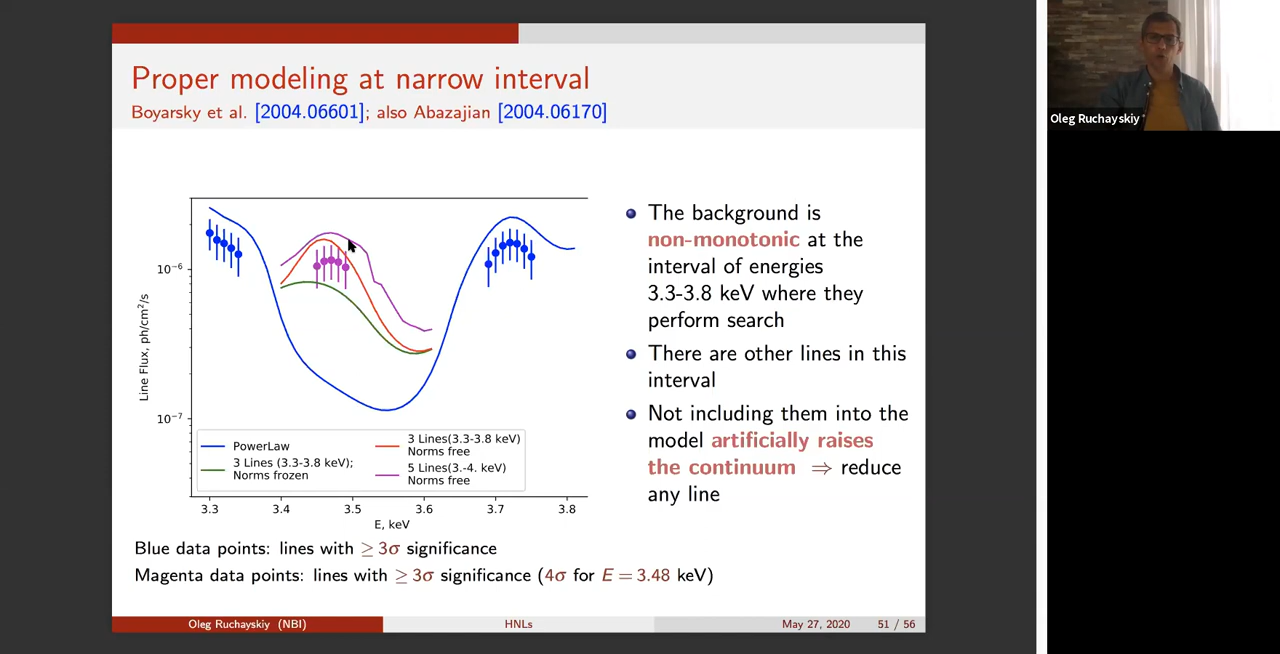 Proper modeling at narrow interval
Boyarsky et al. [2004.06601]; also Abazajian [2004.06170]
Oleg Ruchayskiy
Line Flux, ph/cm²/s
10⁻⁶
10⁻⁷
PowerLaw
3 Lines (3.3-3.8 keV);
Norms frozen
3 Lines(3.3-3.8 keV)
Norms free
5 Lines(3.-4. keV)
Norms free
3.3 3.4 3.5 3.6 3.7 3.8
E, keV
The background is
non-monotonic at the
interval of energies
3.3-3.8 keV where they
perform search
There are other lines in this
interval
Not including them into the
model artificially raises
the continuum ⇒ reduce
any line
Blue data points: lines with ≥ 3σ significance
Magenta data points: lines with ≥ 3σ significance (4σ for E = 3.48 keV)
Oleg Ruchayskiy (NBI) HNLs May 27, 2020 51 / 56